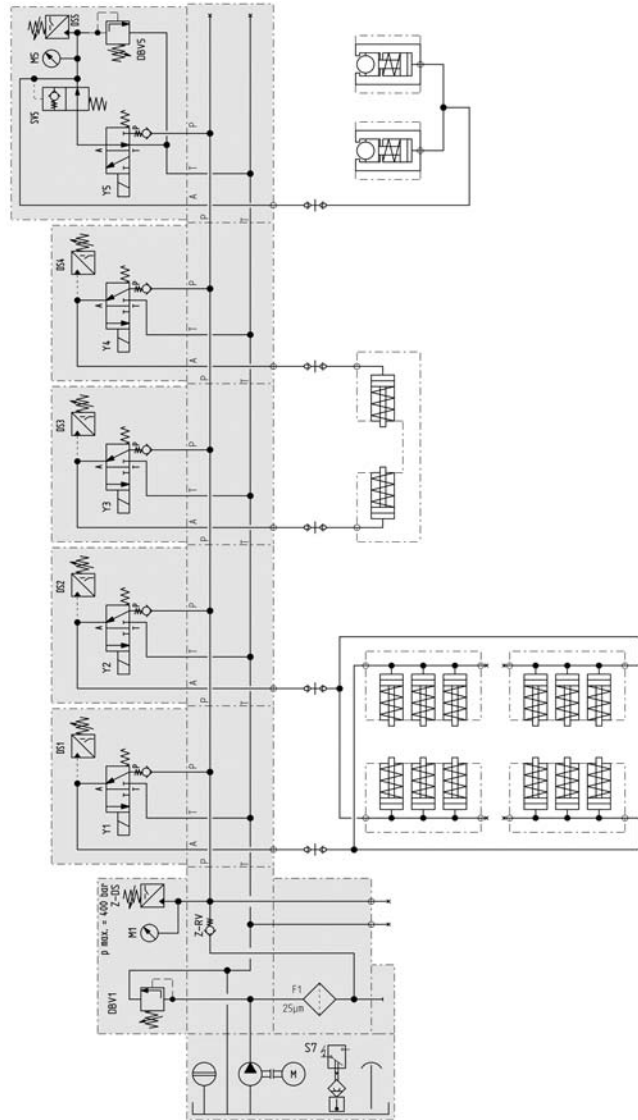 DS5
M5
SV5
DBV5
A
P
T
Y5
P
T
A
P
T
DS4
A
P
T
T
Y4
P
T
A
P
T
DS3
A
P
T
T
Y3
P
T
A
P
T
DS2
A
P
T
T
Y2
P
T
A
P
T
DS1
A
P
T
T
Y1
P
T
A
P
T
p max. = 400 bar
Z-DS
M1
Z-RV
DBV1
F1
25µm
M
S7